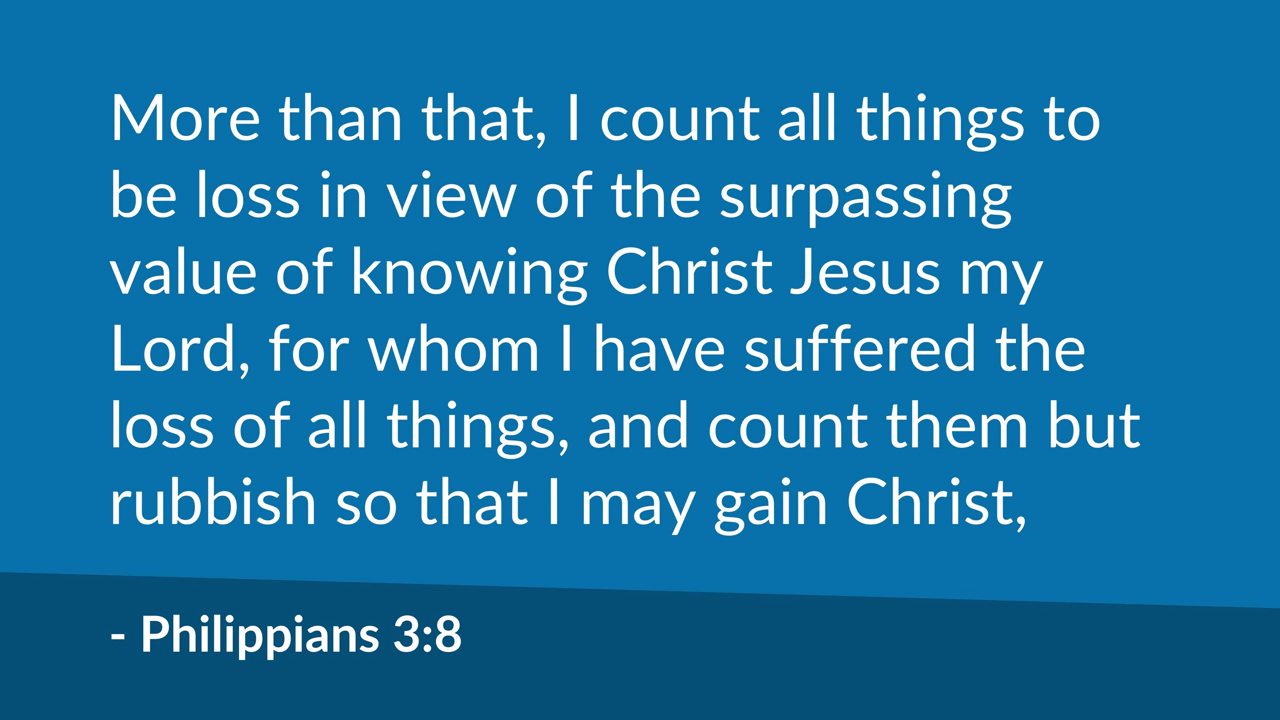 More than that, I count all things to
be loss in view of the surpassing
value of knowing Christ Jesus my
Lord, for whom I have suffered the
loss of all things, and count them but
rubbish so that I may gain Christ,
- Philippians 3:8